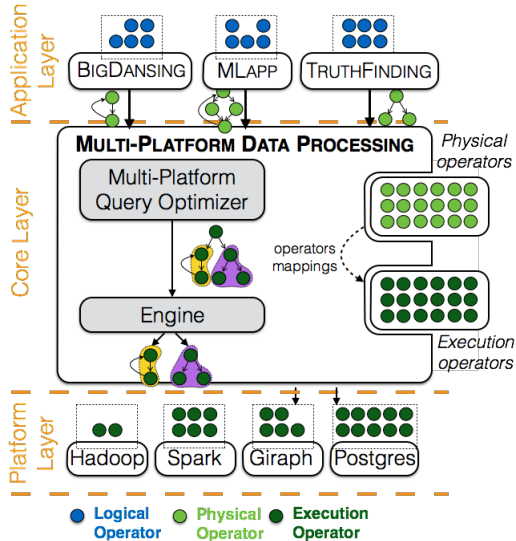 Application
Layer
BIGDANSING
MLAPP
TRUTHFINDING
Core Layer
MULTI-PLATFORM DATA PROCESSING
Multi-Platform
Query Optimizer
Physical
operators
operators
mappings
Engine
Execution
operators
Platform
Layer
Hadoop
Spark
Giraph
Postgres
Logical
Operator
Physical
Operator
Execution
Operator